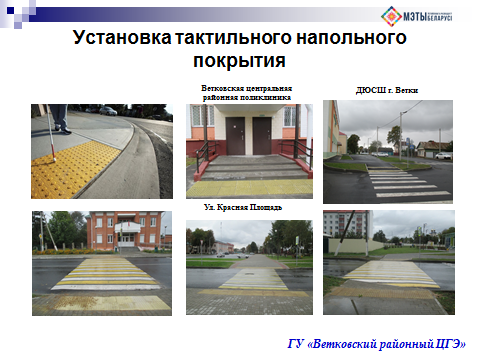 МЭТЫ
БЕЛАРУСІ
Установка тактильного напольного
покрытия
Ветковская центральная
районная поликлиника
ДЮСШ г. Ветки
Ул. Красная Площадь
ГУ «Ветковский районный ЦГЭ»